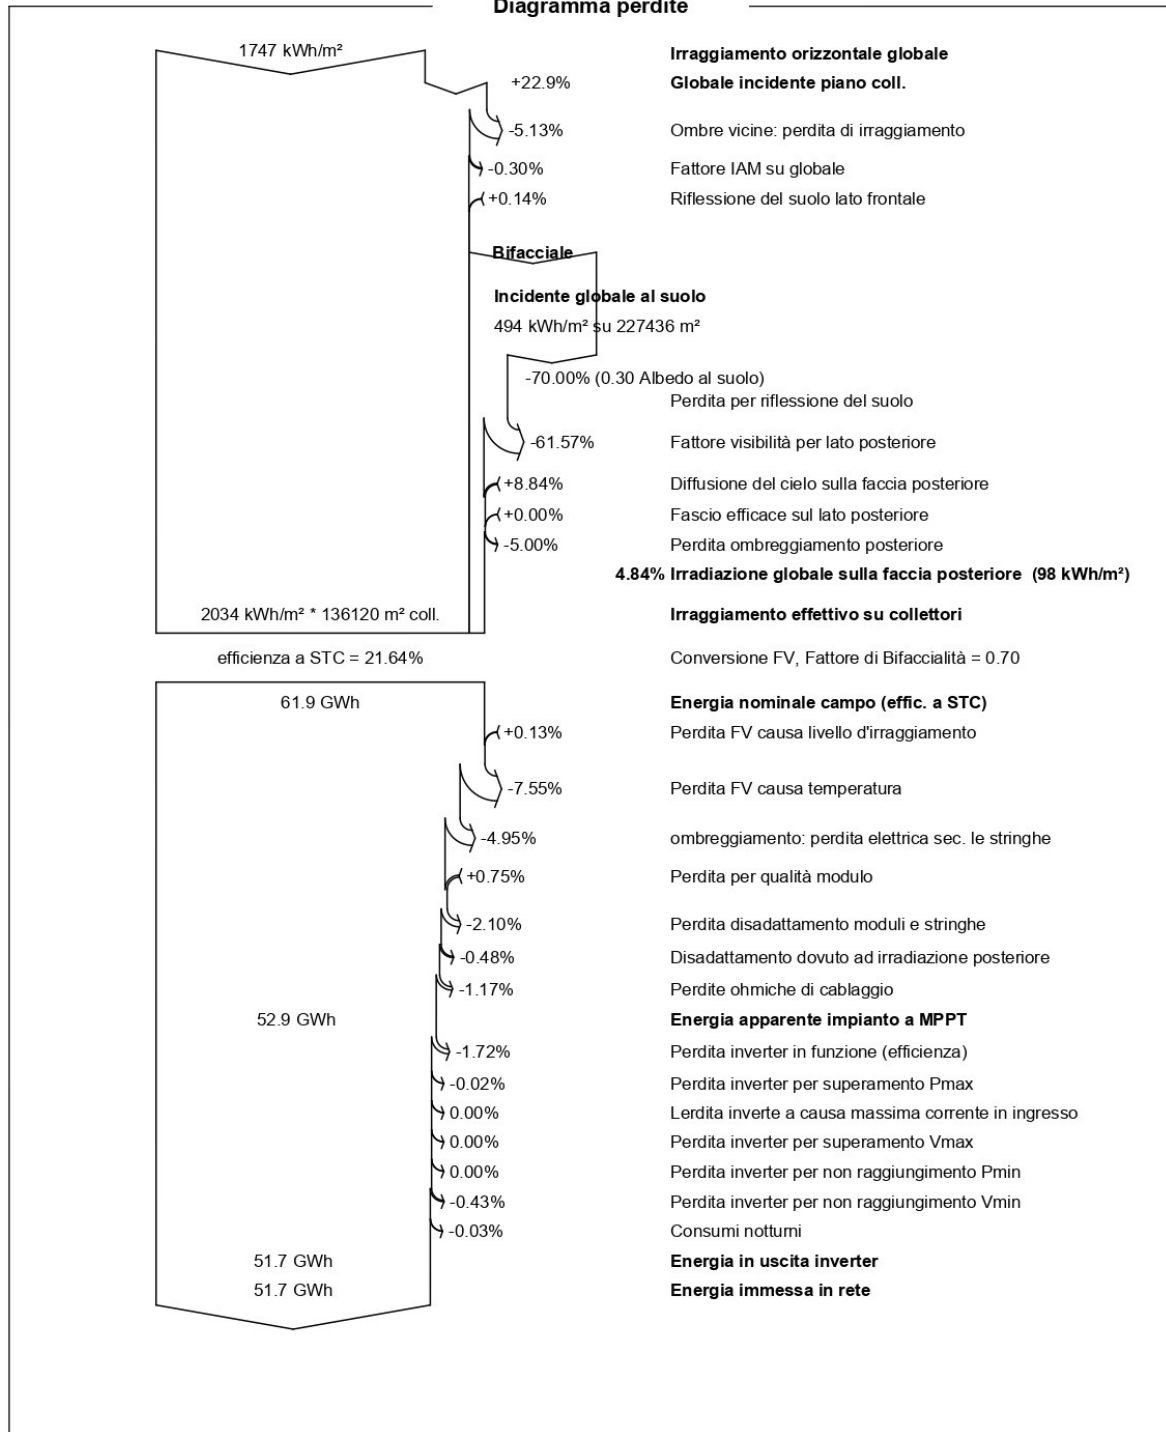 Diagramma perdite
1747 kWh/m² Irraggiamento orizzontale globale
+22.9% Globale incidente piano coll.
-5.13% Ombre vicine: perdita di irraggiamento
-0.30% Fattore IAM su globale
+0.14% Riflessione del suolo lato frontale
Bifacciale
Incidente globale al suolo
494 kWh/m² su 227436 m²
-70.00% (0.30 Albedo al suolo)
Perdita per riflessione del suolo
-61.57% Fattore visibilità per lato posteriore
+8.84% Diffusione del cielo sulla faccia posteriore
+0.00% Fascio efficace sul lato posteriore
-5.00% Perdita ombreggiamento posteriore
4.84% Irradiazione globale sulla faccia posteriore (98 kWh/m²)
2034 kWh/m² * 136120 m² coll. Irraggiamento effettivo su collettori
efficienza a STC = 21.64% Conversione FV, Fattore di Bifaccialità = 0.70
61.9 GWh Energia nominale campo (effic. a STC)
+0.13% Perdita FV causa livello d'irraggiamento
-7.55% Perdita FV causa temperatura
-4.95% ombreggiamento: perdita elettrica sec. le stringhe
+0.75% Perdita per qualità modulo
-2.10% Perdita disadattamento moduli e stringhe
-0.48% Disadattamento dovuto ad irradiazione posteriore
-1.17% Perdite ohmiche di cablaggio
52.9 GWh Energia apparente impianto a MPPT
-1.72% Perdita inverter in funzione (efficienza)
-0.02% Perdita inverter per superamento Pmax
0.00% Lerdita inverte a causa massima corrente in ingresso
0.00% Perdita inverter per superamento Vmax
0.00% Perdita inverter per non raggiungimento Pmin
-0.43% Perdita inverter per non raggiungimento Vmin
-0.03% Consumi notturni
51.7 GWh Energia in uscita inverter
51.7 GWh Energia immessa in rete